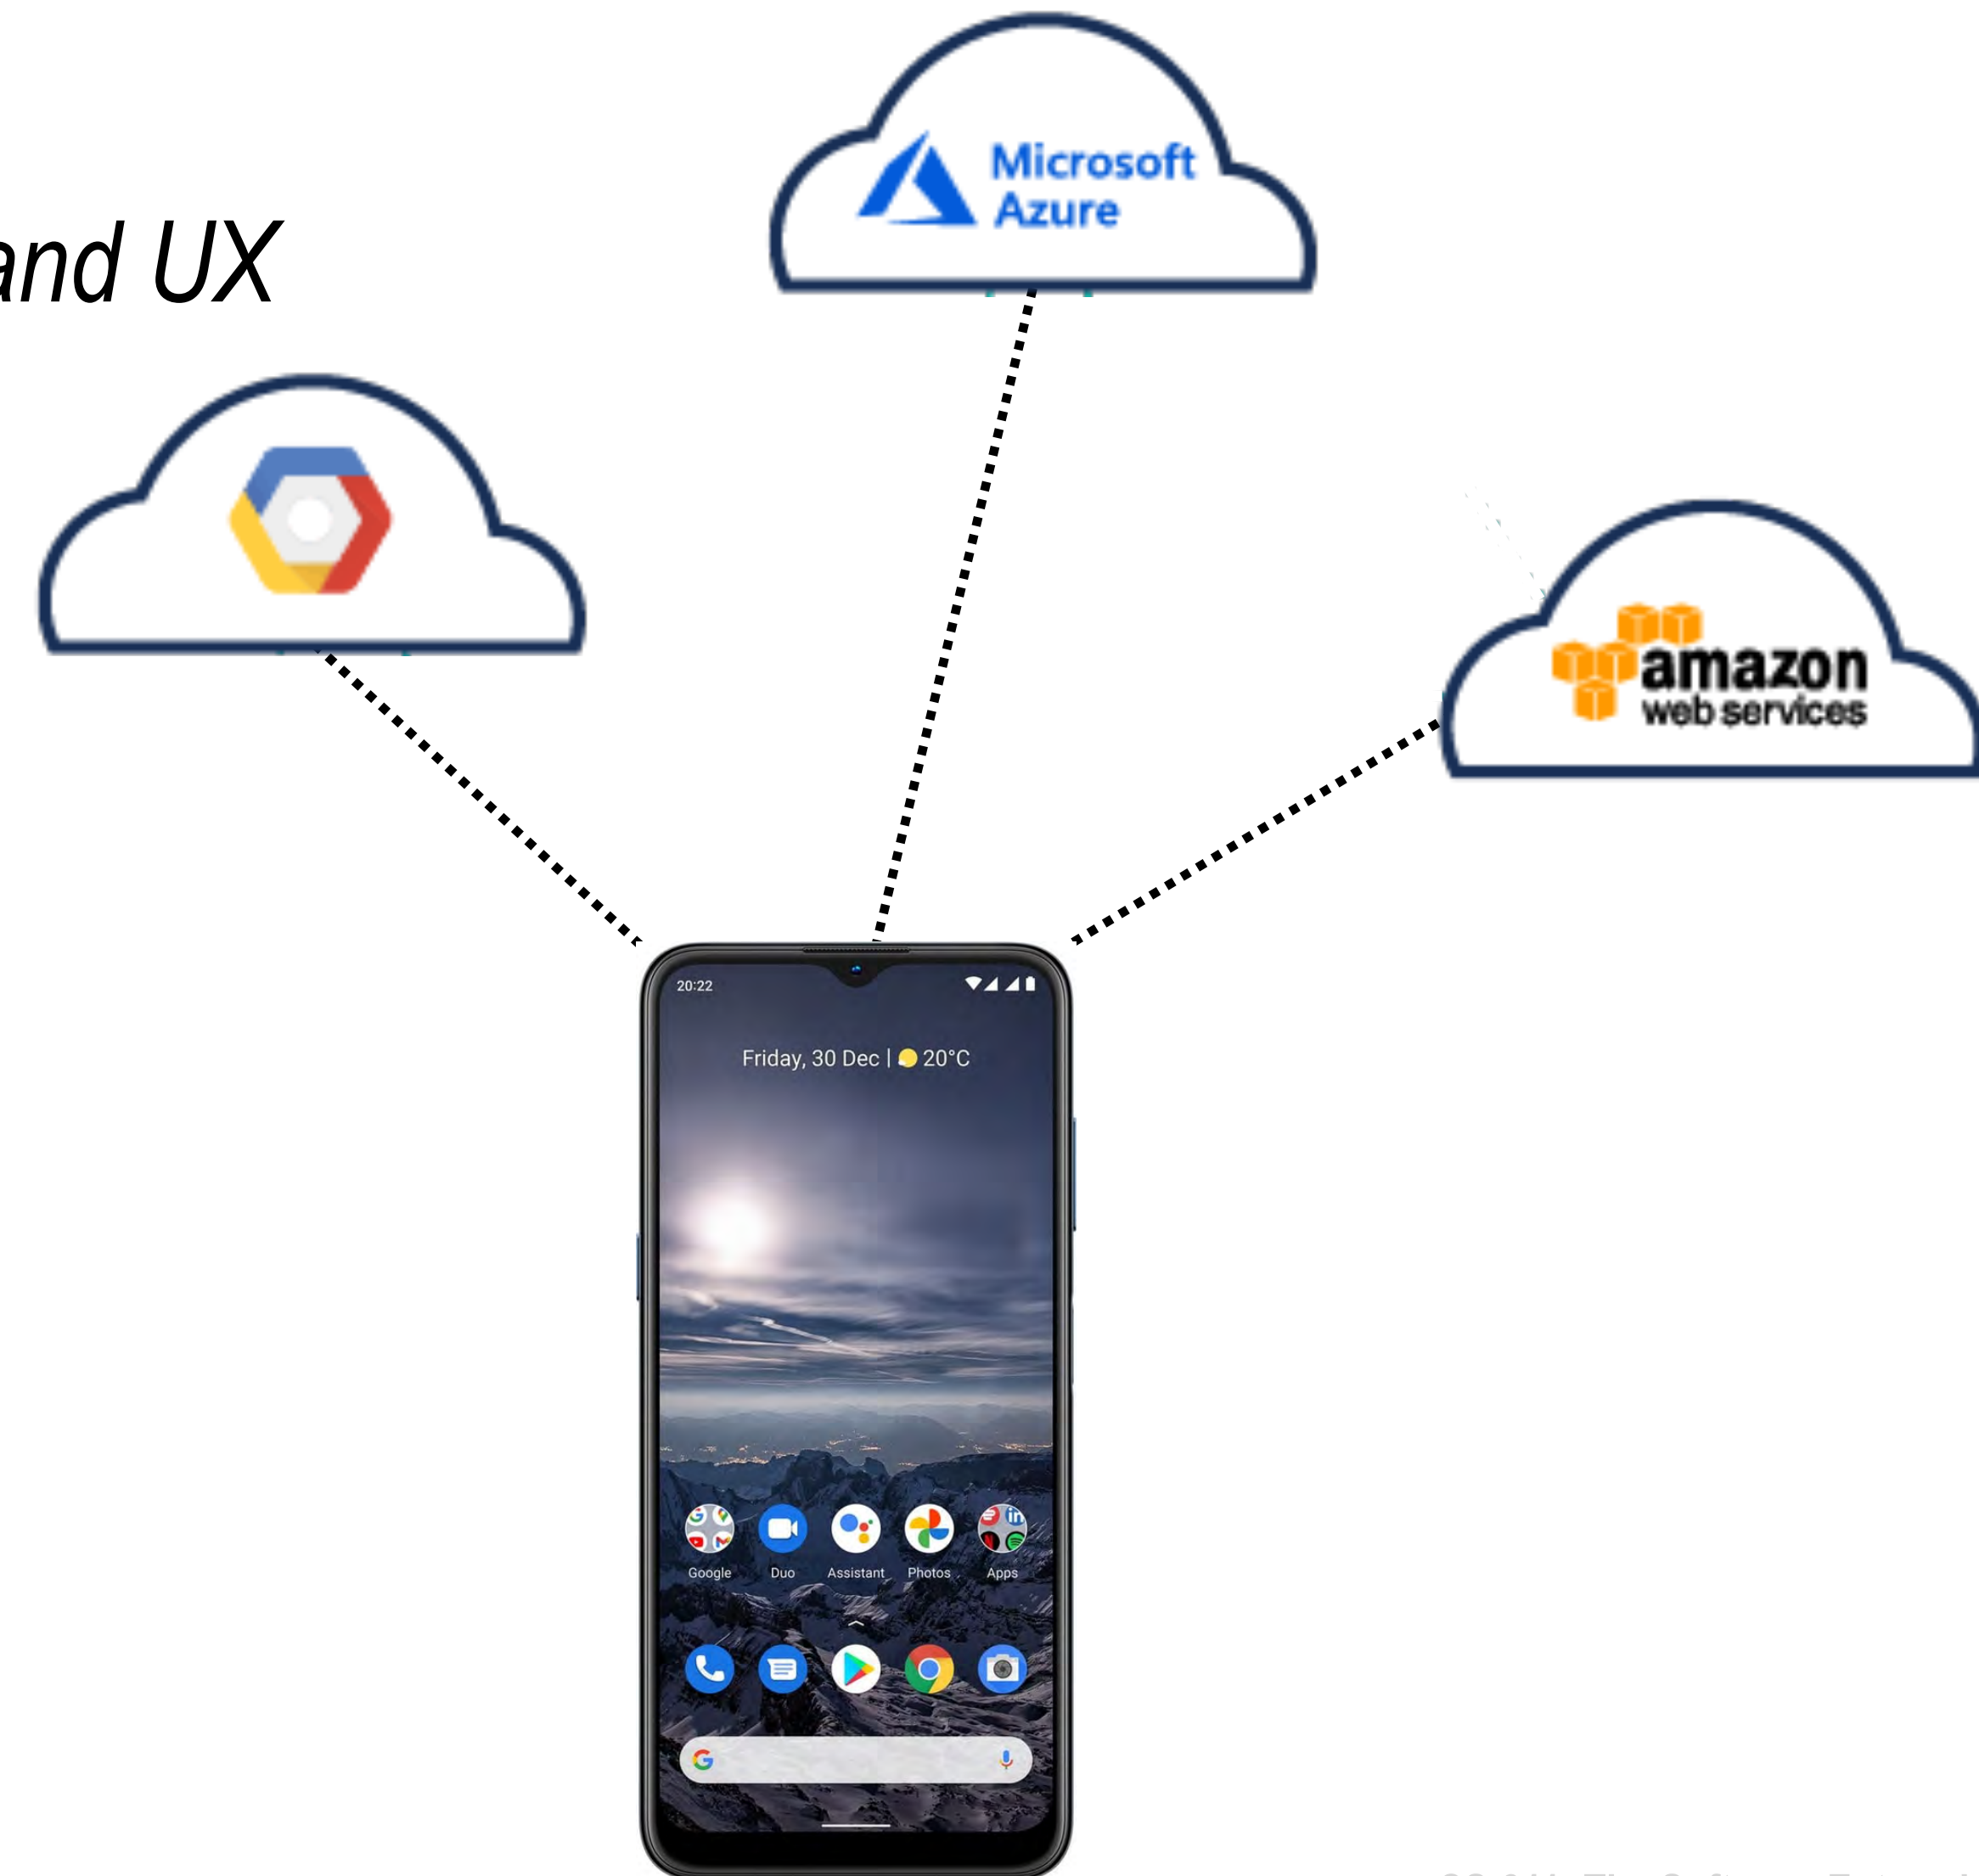 Microsoft
Azure
and UX
amazon
web services
20:22
Friday, 30 Dec | 20°C
Google Duo Assistant Photos Apps